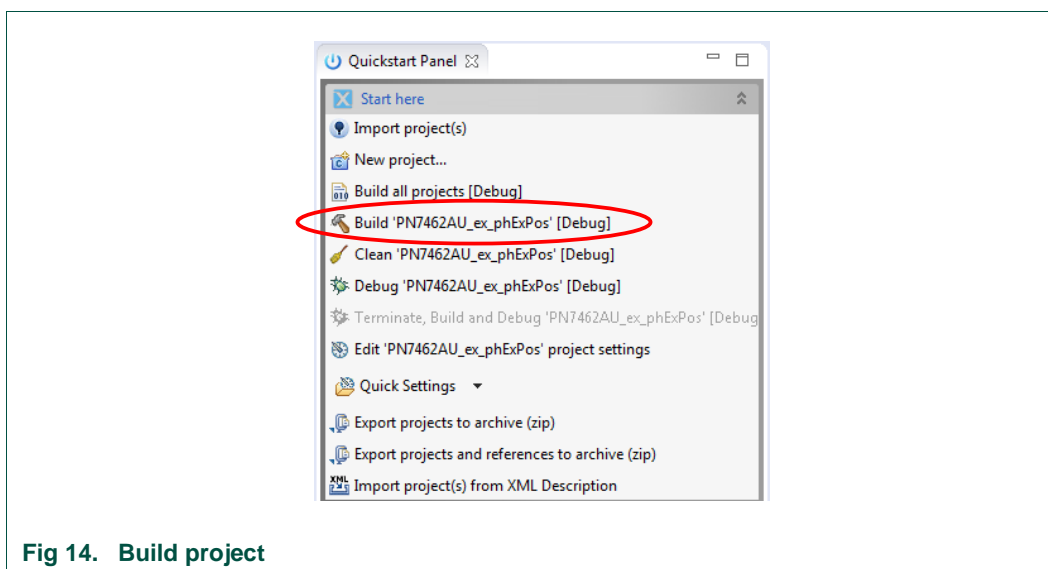 Quickstart Panel
Start here
Import project(s)
New project...
Build all projects [Debug]
Build 'PN7462AU_ex_phExPos' [Debug]
Clean 'PN7462AU_ex_phExPos' [Debug]
Debug 'PN7462AU_ex_phExPos' [Debug]
Terminate, Build and Debug 'PN7462AU_ex_phExPos' [Debug
Edit 'PN7462AU_ex_phExPos' project settings
Quick Settings
Export projects to archive (zip)
Export projects and references to archive (zip)
XML Import project(s) from XML Description
Fig 14. Build project